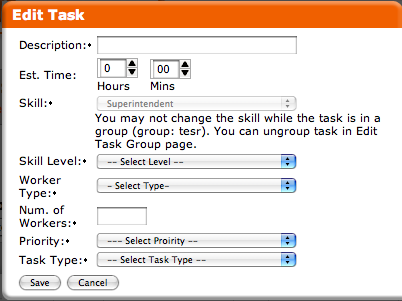 Edit Task
Description:♦
Est. Time: 0 00
Hours Mins
Skill:♦ Superintendent
You may not change the skill while the task is in a
group (group: tesr). You can ungroup task in Edit
Task Group page.
Skill Level:♦ -- Select Level --
Worker
Type:♦ - Select Type-
Num. of
Workers:♦
Priority:♦ --- Select Proirity --
Task Type:♦ -- Select Task Type --
Save Cancel